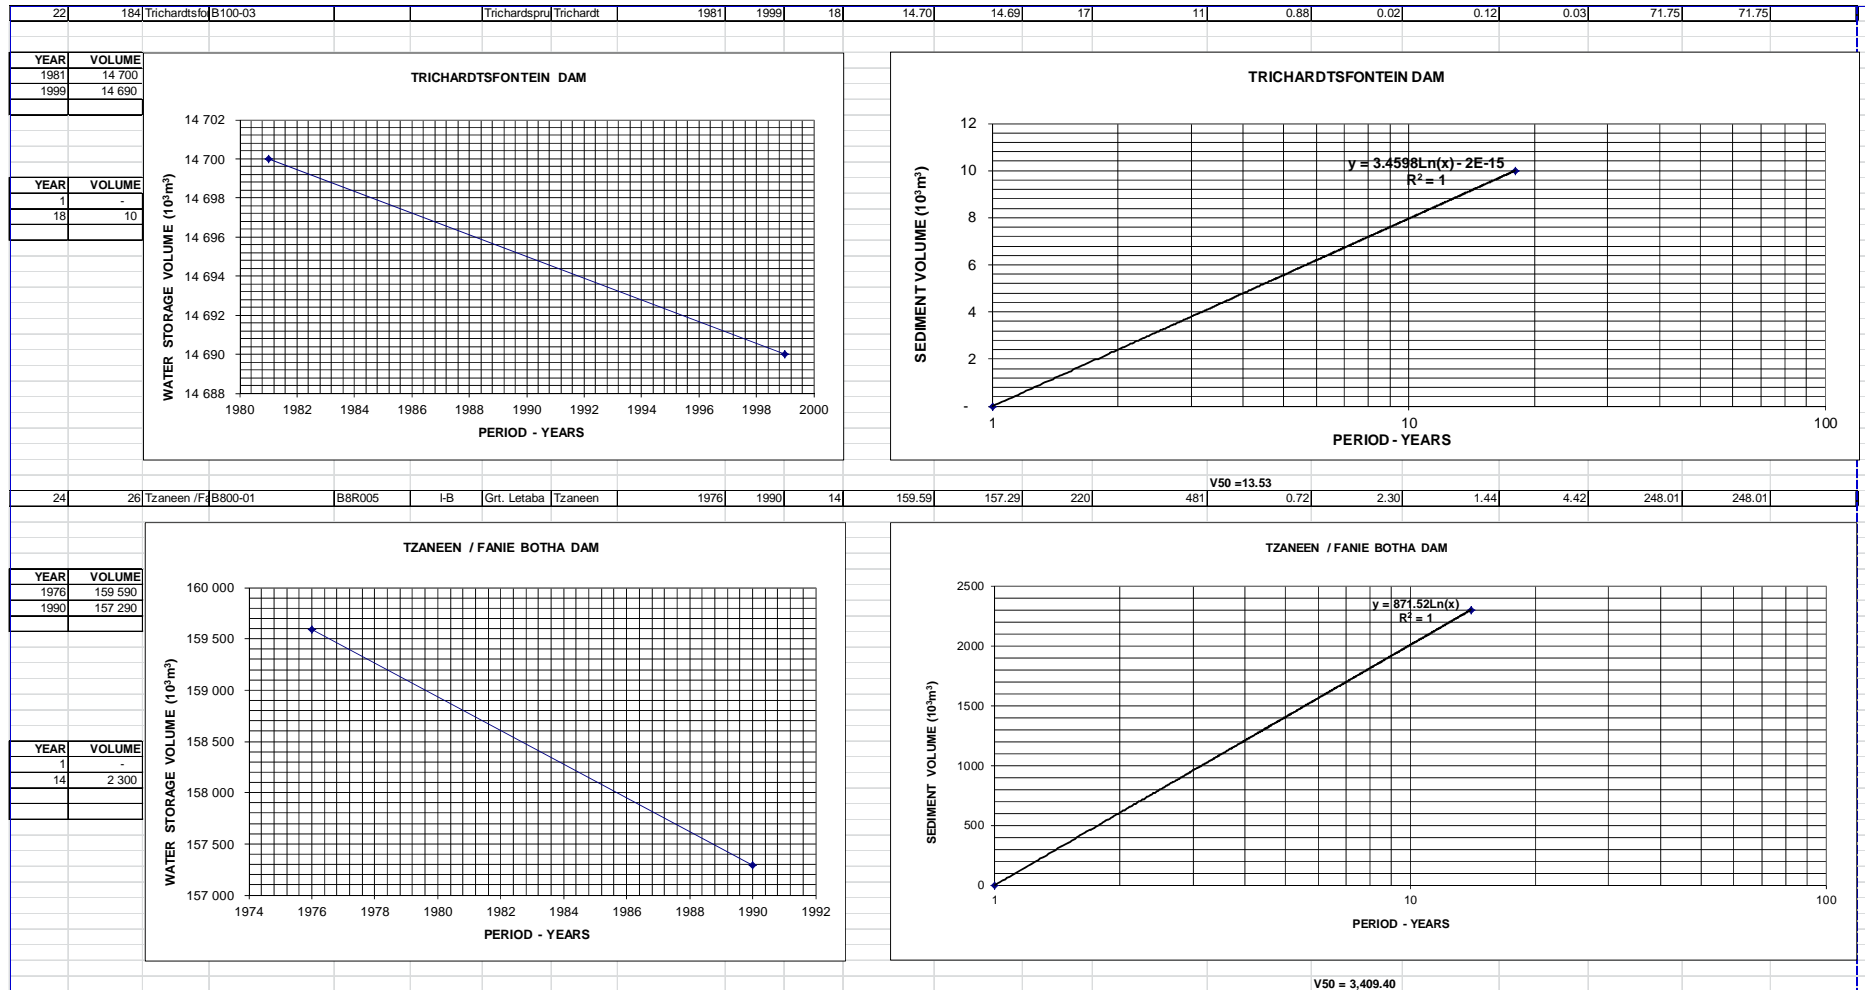 22 184 Trichardtsfo B100-03 Trichardspru Trichardt 1981 1999 18 14.70 14.69 17 11 0.88 0.02 0.12 0.03 71.75 71.75
YEAR VOLUME
1981 14 700
1999 14 690
YEAR VOLUME
1 -
18 10
TRICHARDTSFONTEIN DAM
WATER STORAGE VOLUME (10³m³)
14 702
14 700
14 698
14 696
14 694
14 692
14 690
14 688
1980 1982 1984 1986 1988 1990 1992 1994 1996 1998 2000
PERIOD - YEARS
TRICHARDTSFONTEIN DAM
SEDIMENT VOLUME (10³m³)
12
10
8
6
4
2
-
y = 3.4598Ln(x) - 2E-15
R² = 1
1 10 100
PERIOD - YEARS
V50 =13.53
24 26 Tzaneen /Fa B800-01 B8R005 I-B Grt. Letaba Tzaneen 1976 1990 14 159.59 157.29 220 481 0.72 2.30 1.44 4.42 248.01 248.01
YEAR VOLUME
1976 159 590
1990 157 290
YEAR VOLUME
1 -
14 2 300
TZANEEN / FANIE BOTHA DAM
WATER STORAGE VOLUME (10³m³)
160 000
159 500
159 000
158 500
158 000
157 500
157 000
1974 1976 1978 1980 1982 1984 1986 1988 1990 1992
PERIOD - YEARS
TZANEEN / FANIE BOTHA DAM
SEDIMENT VOLUME (10³m³)
2500
2000
1500
1000
500
0
y = 871.52Ln(x)
R² = 1
1 10 100
PERIOD - YEARS
V50 = 3,409.40